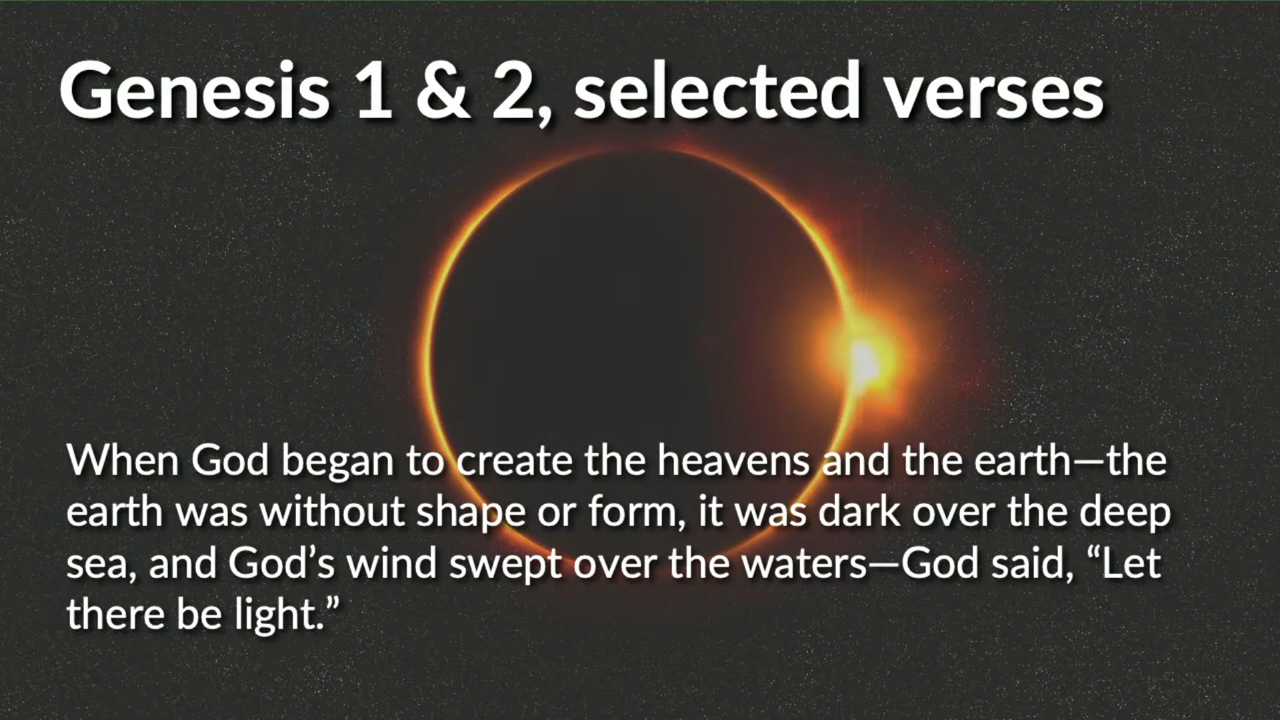 Genesis 1 & 2, selected verses
When God began to create the heavens and the earth—the
earth was without shape or form, it was dark over the deep
sea, and God’s wind swept over the waters—God said, “Let
there be light.”